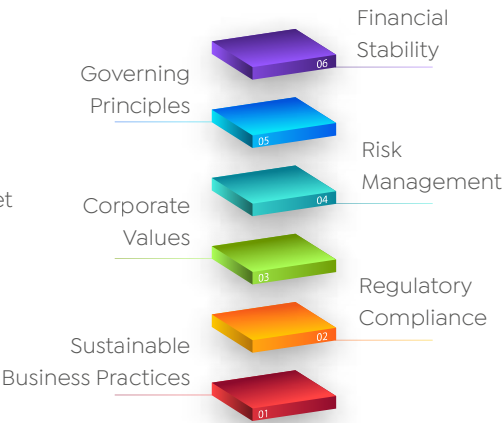 Financial
Stability
06
Governing
Principles
05
Risk
Management
04
et
Corporate
Values
03
Regulatory
Compliance
02
Sustainable
Business Practices
01